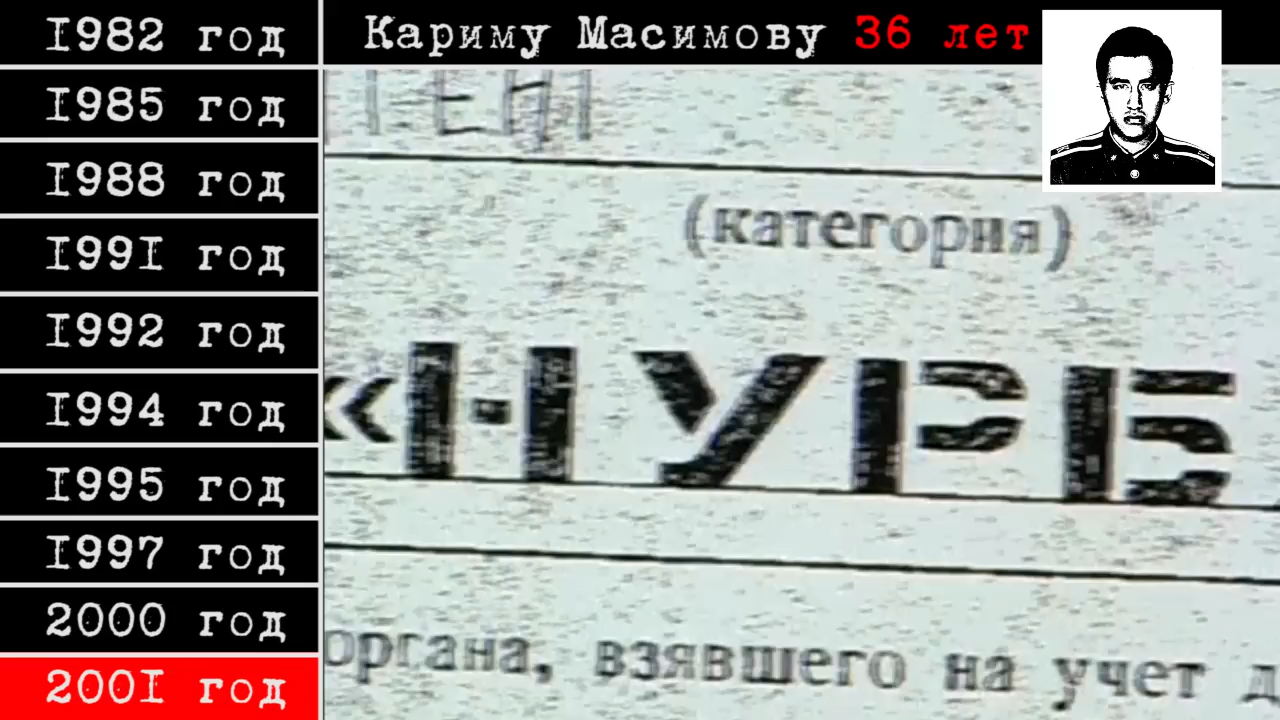 1982 год
1985 год
1988 год
1991 год
1992 год
1994 год
1995 год
1997 год
2000 год
2001 год
Кариму Масимову 36 лет
(категория)
«НУРБ
органа, взявшего на учет